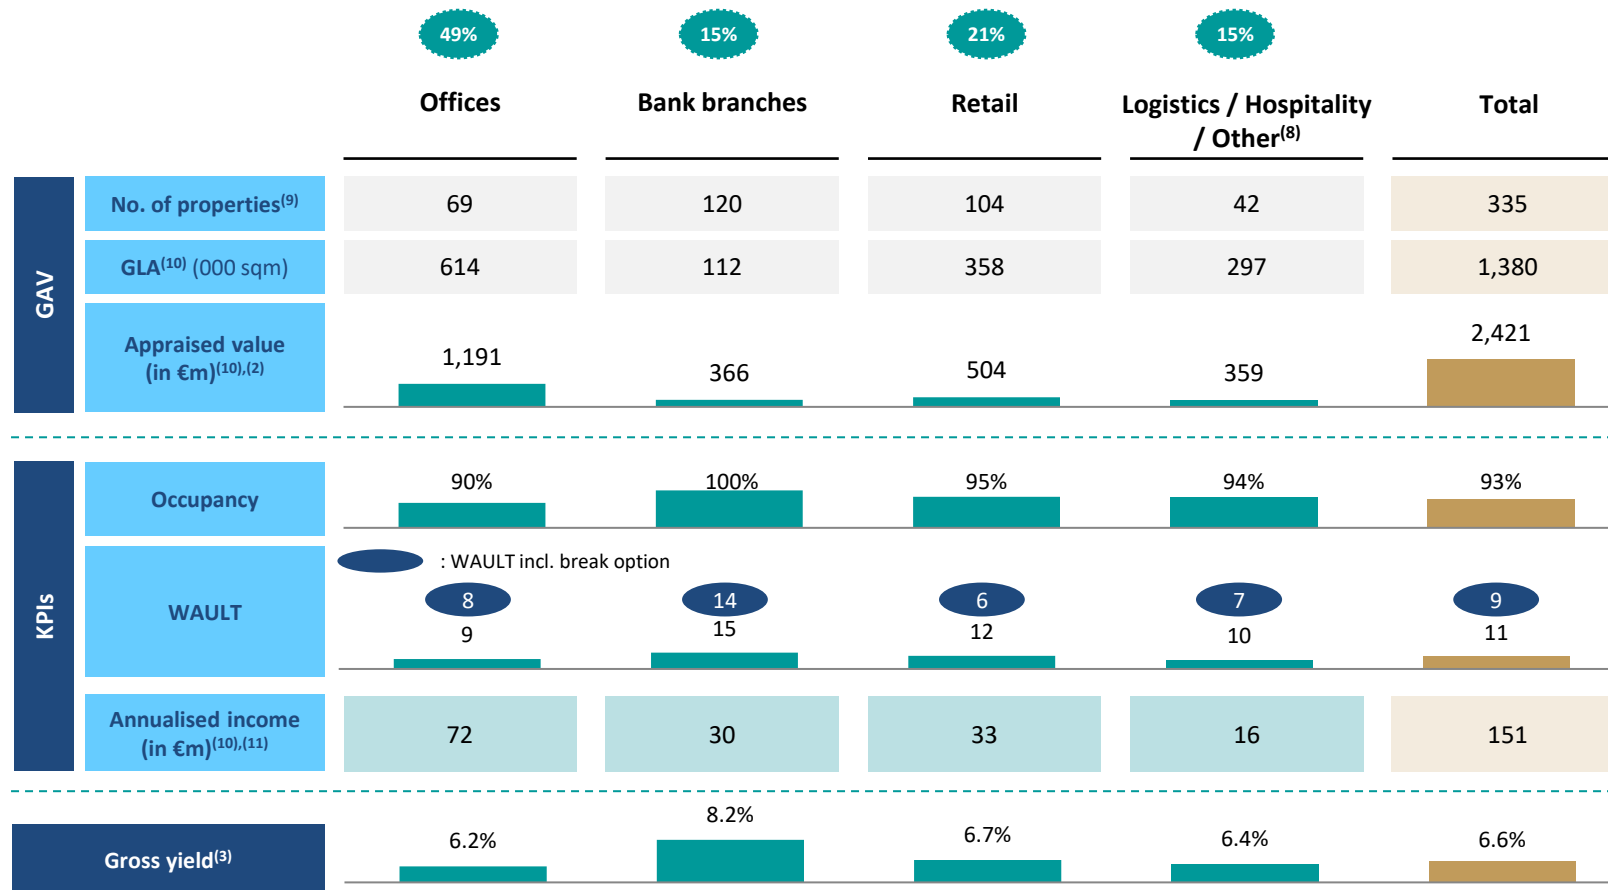 49% 15% 21% 15%
Offices Bank branches Retail Logistics / Hospitality Total
/ Other(8)
GAV
No. of properties(9) 69 120 104 42 335
GLA(10) (000 sqm) 614 112 358 297 1,380
Appraised value
(in €m)(10),(2)
1,191 366 504 359 2,421
KPIs
Occupancy 90% 100% 95% 94% 93%
: WAULT incl. break option
WAULT
8 14 6 7 9
9 15 12 10 11
Annualised income
(in €m)(10),(11)
72 30 33 16 151
Gross yield(3) 6.2% 8.2% 6.7% 6.4% 6.6%